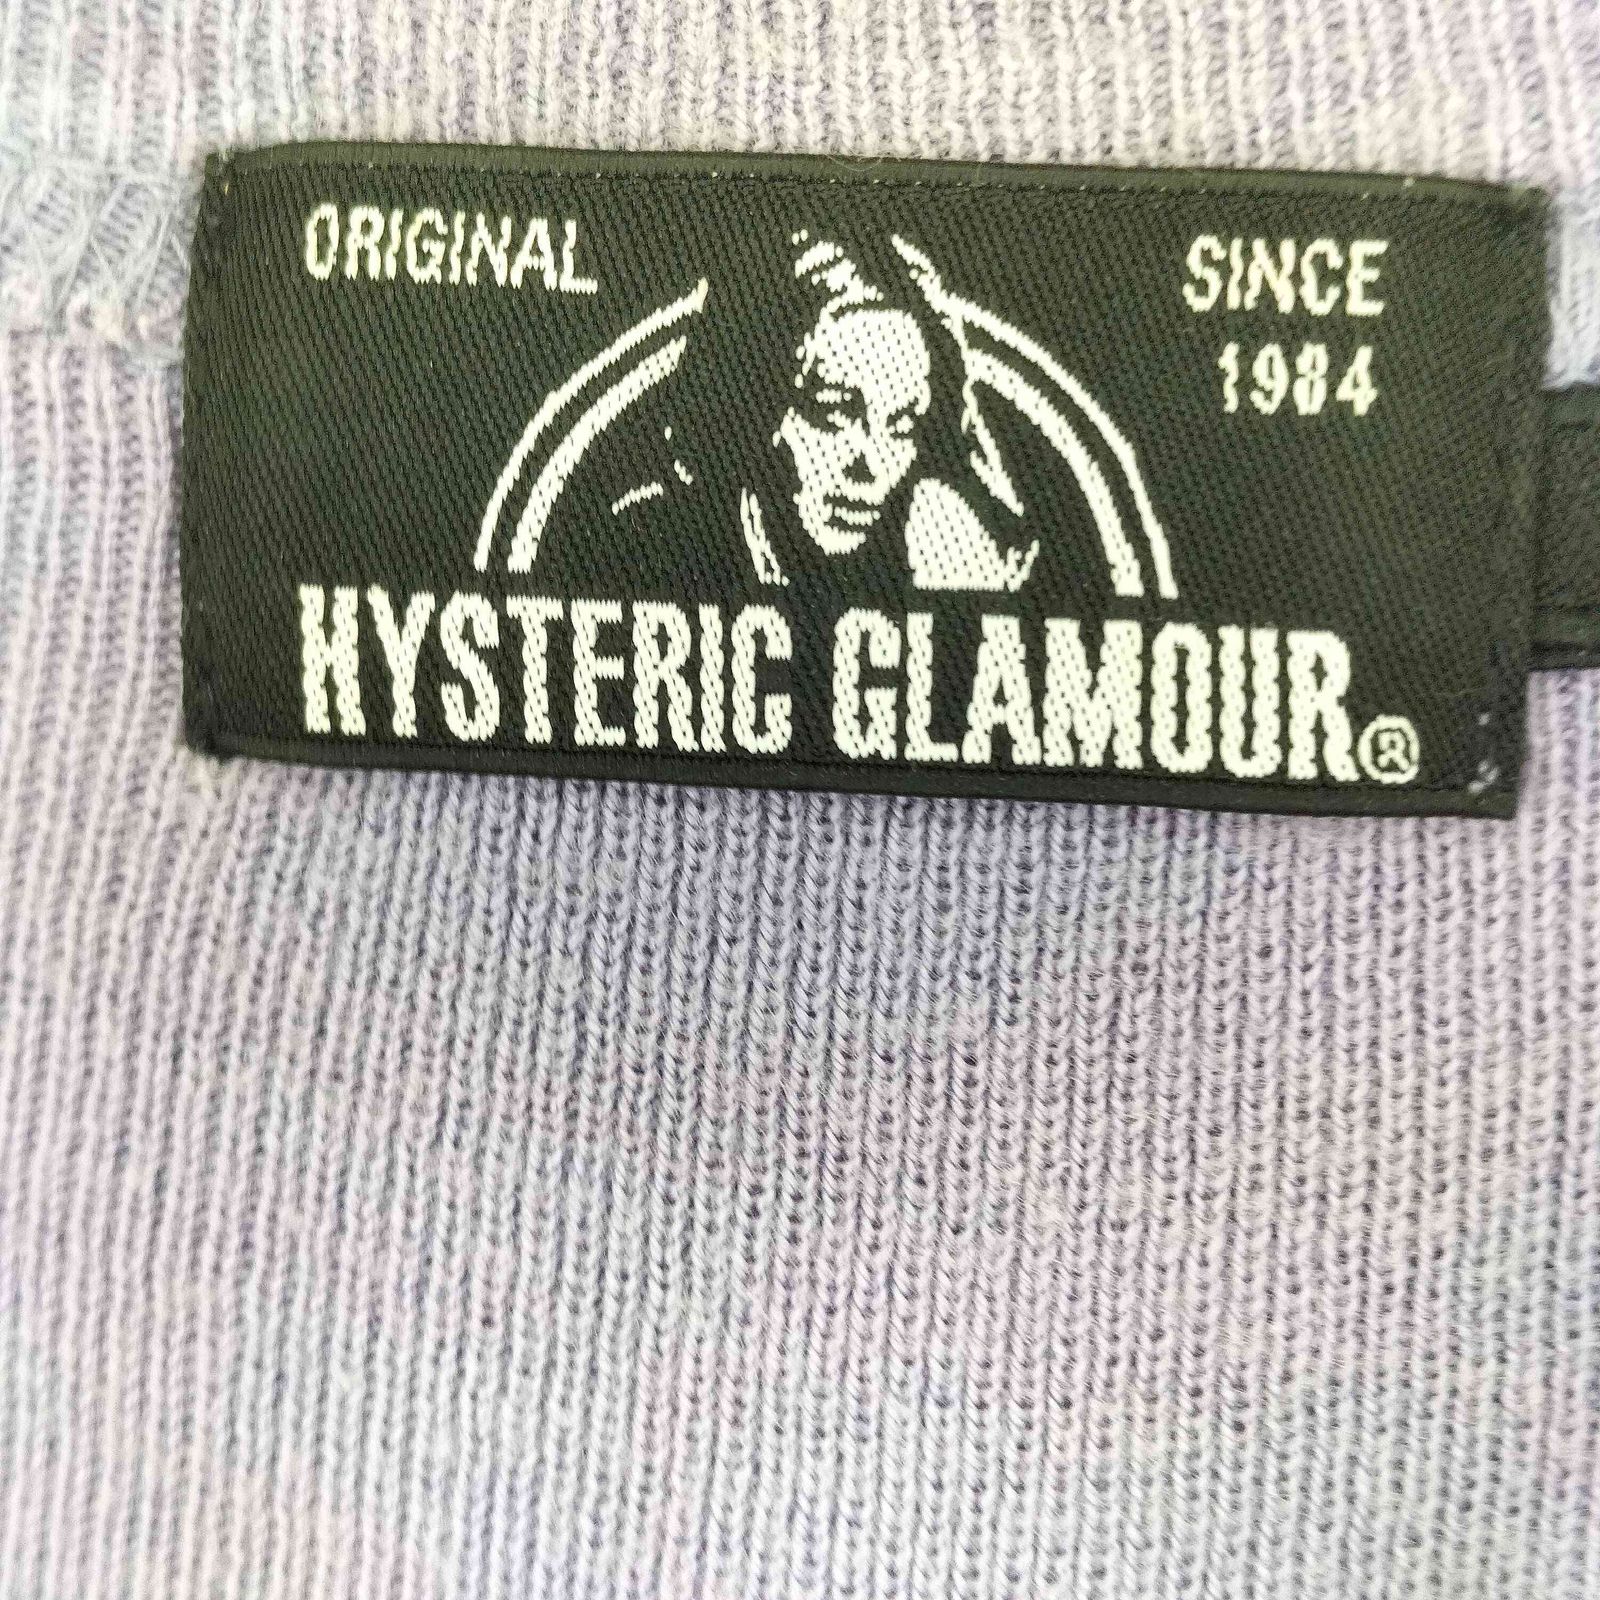 ORIGINAL
SINCE
1984
HYSTERIC GLAMOUR®